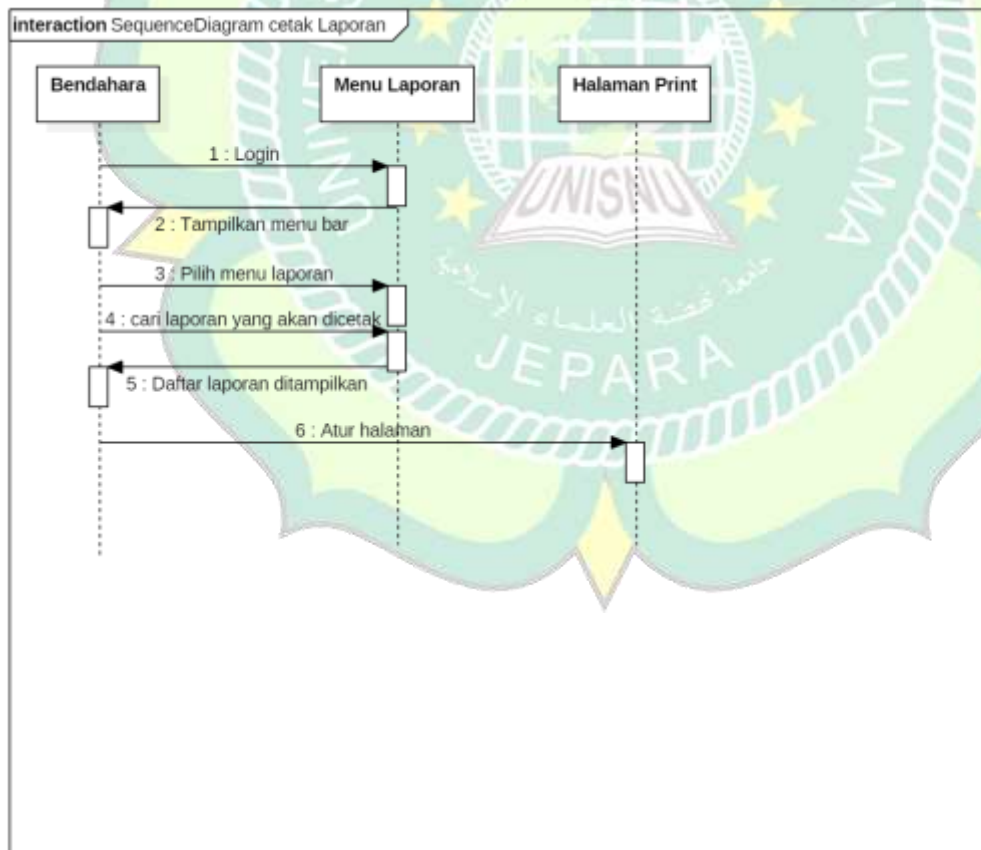 interaction SequenceDiagram cetak Laporan
Bendahara
Menu Laporan
Halaman Print
1 : Login
2 : Tampilkan menu bar
3 : Pilih menu laporan
4 : cari laporan yang akan dicetak
5 : Daftar laporan ditampilkan
6 : Atur halaman
UNISNU
ULAMA
JEPARA